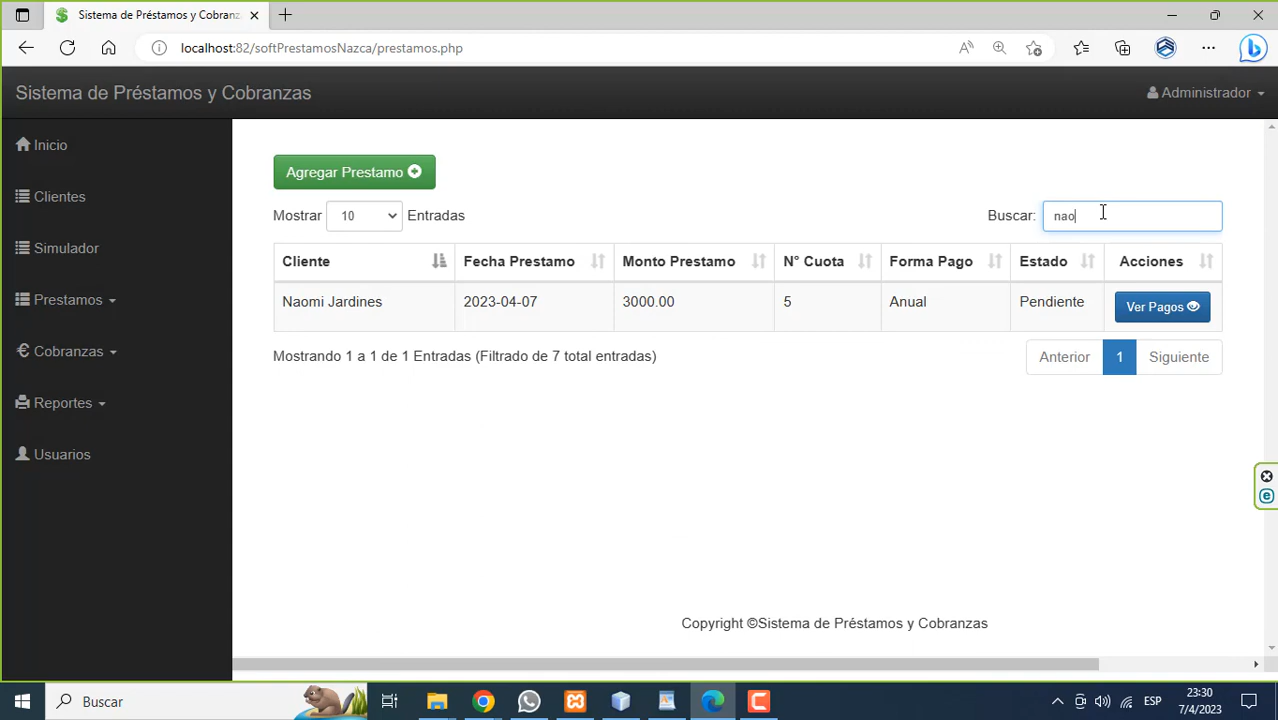 Sistema de Préstamos y Cobranz
localhost:82/softPrestamosNazca/prestamos.php
Sistema de Préstamos y Cobranzas
Administrador
Inicio
Clientes
Simulador
Prestamos
Cobranzas
Reportes
Usuarios
Agregar Prestamo
Mostrar 10 Entradas
Buscar: nao
Cliente Fecha Prestamo Monto Prestamo N° Cuota Forma Pago Estado Acciones
Naomi Jardines 2023-04-07 3000.00 5 Anual Pendiente Ver Pagos
Mostrando 1 a 1 de 1 Entradas (Filtrado de 7 total entradas)
Anterior 1 Siguiente
Copyright ©Sistema de Préstamos y Cobranzas
Buscar
ESP
23:30
7/4/2023